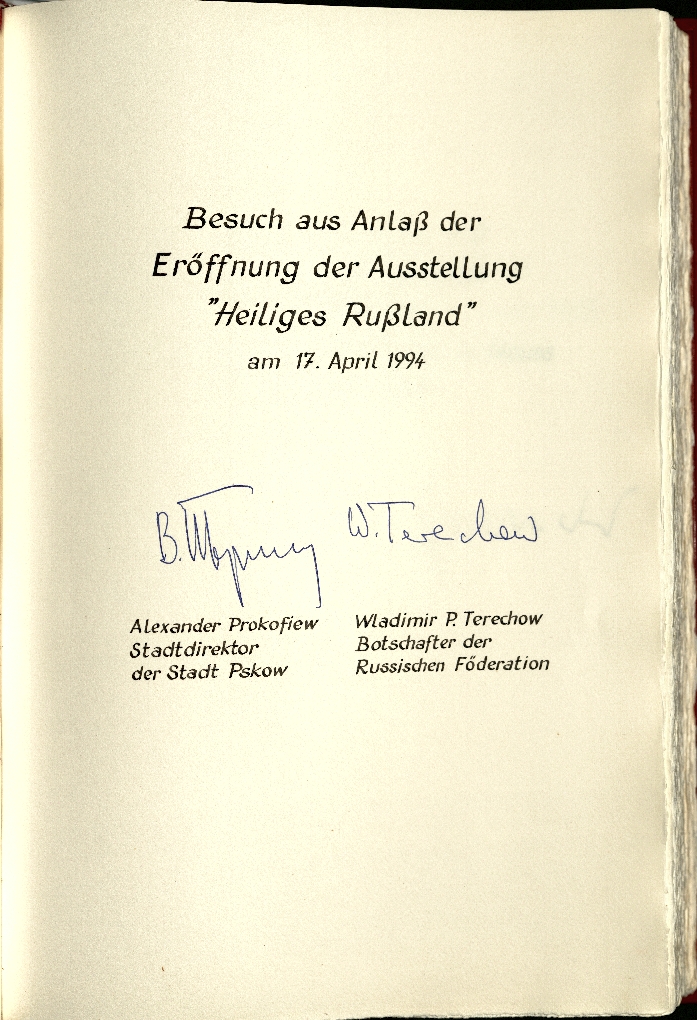 Besuch aus Anlaß der
Eröffnung der Ausstellung
"Heiliges Rußland"
am 17. April 1994
W. Terechow
Alexander Prokofiew
Stadtdirektor
der Stadt Pskow
Wladimir P. Terechow
Botschafter der
Russischen Föderation